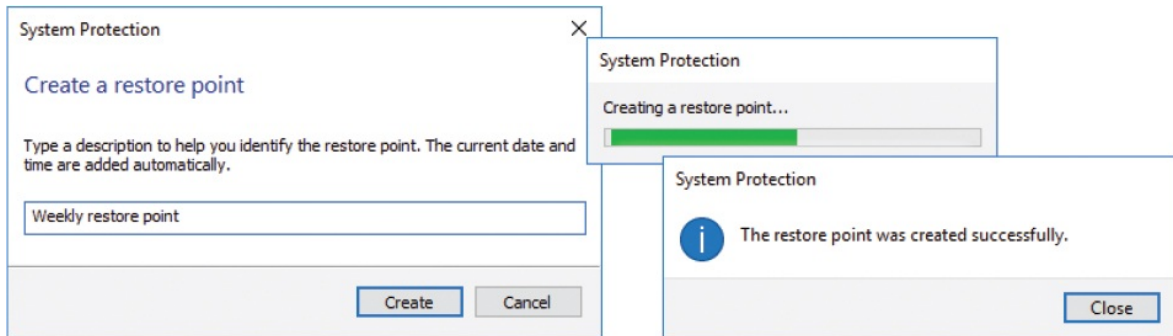 System Protection
Create a restore point
Type a description to help you identify the restore point. The current date and
time are added automatically.
Weekly restore point
Create
Cancel
System Protection
Creating a restore point...
System Protection
The restore point was created successfully.
Close